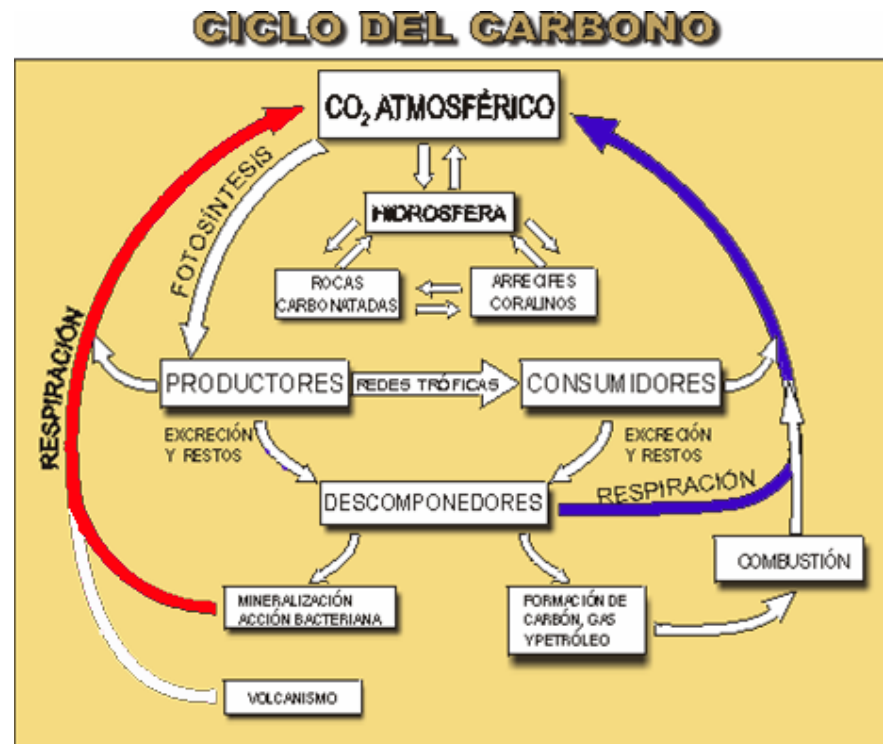 CICLO DEL CARBONO
CO₂ ATMOSFÉRICO
FOTOSÍNTESIS
HIDROSFERA
ROCAS
CARBONATADAS
ARRECIFES
CORALINOS
RESPIRACIÓN
PRODUCTORES
REDES TRÓFICAS
CONSUMIDORES
EXCRECIÓN
Y RESTOS
EXCRECIÓN
Y RESTOS
DESCOMPONEDORES
RESPIRACIÓN
COMBUSTIÓN
MINERALIZACIÓN
ACCIÓN BACTERIANA
FORMACIÓN DE
CARBÓN, GAS
YPETRÓLEO
VOLCANISMO